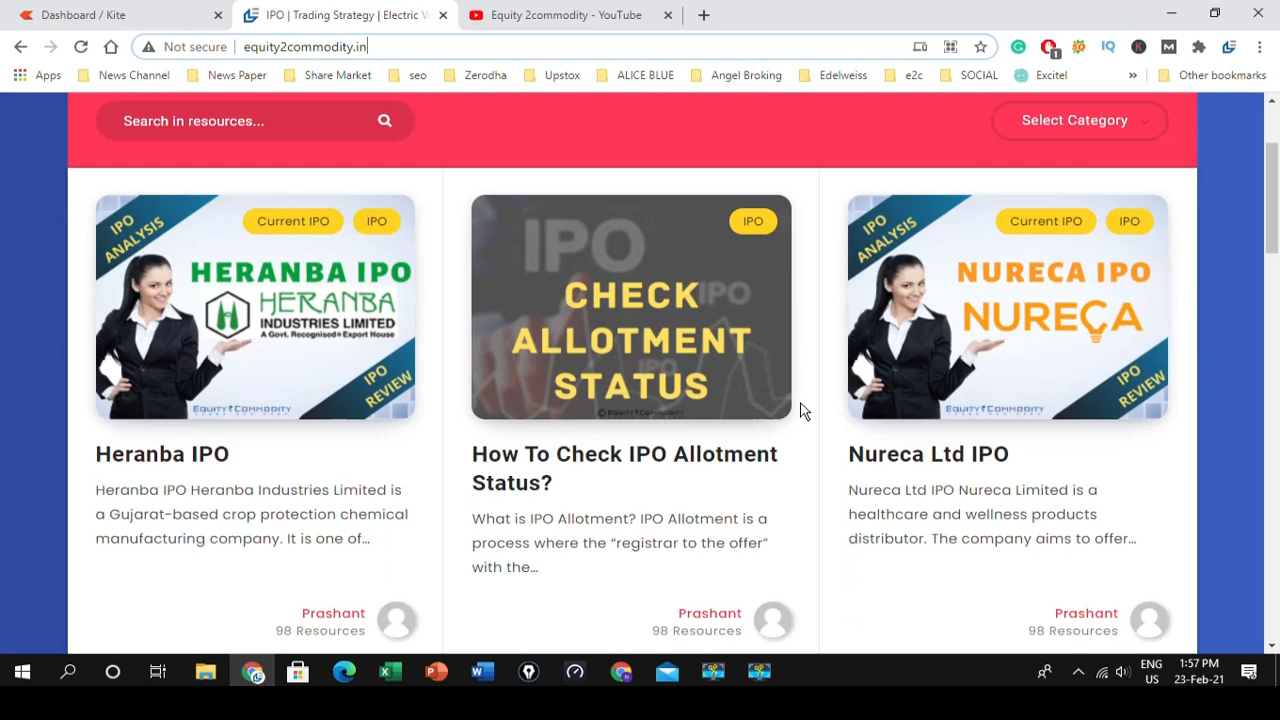 Dashboard / Kite
IPO | Trading Strategy | Electric V
Equity 2commodity - YouTube
Not secure
equity2commodity.in
Apps
News Channel
News Paper
Share Market
seo
Zerodha
Upstox
ALICE BLUE
Angel Broking
Edelweiss
e2c
SOCIAL
Excitel
»
Other bookmarks
Search in resources...
Select Category
IPO ANALYSIS
Current IPO
IPO
HERANBA IPO
HERANBA
INDUSTRIES LIMITED
A Govt. Recognised Export House
IPO REVIEW
EQUITY2COMMODITY
IPO
IPO
IPO
IPO
CHECK
ALLOTMENT
STATUS
EQUITY2COMMODITY
IPO ANALYSIS
Current IPO
IPO
NURECA IPO
NURECA
IPO REVIEW
EQUITY2COMMODITY
Heranba IPO
Heranba IPO Heranba Industries Limited is
a Gujarat-based crop protection chemical
manufacturing company. It is one of...
Prashant
98 Resources
How To Check IPO Allotment
Status?
What is IPO Allotment? IPO Allotment is a
process where the “registrar to the offer”
with the...
Prashant
98 Resources
Nureca Ltd IPO
Nureca Ltd IPO Nureca Limited is a
healthcare and wellness products
distributor. The company aims to offer...
Prashant
98 Resources
ENG
US
1:57 PM
23-Feb-21